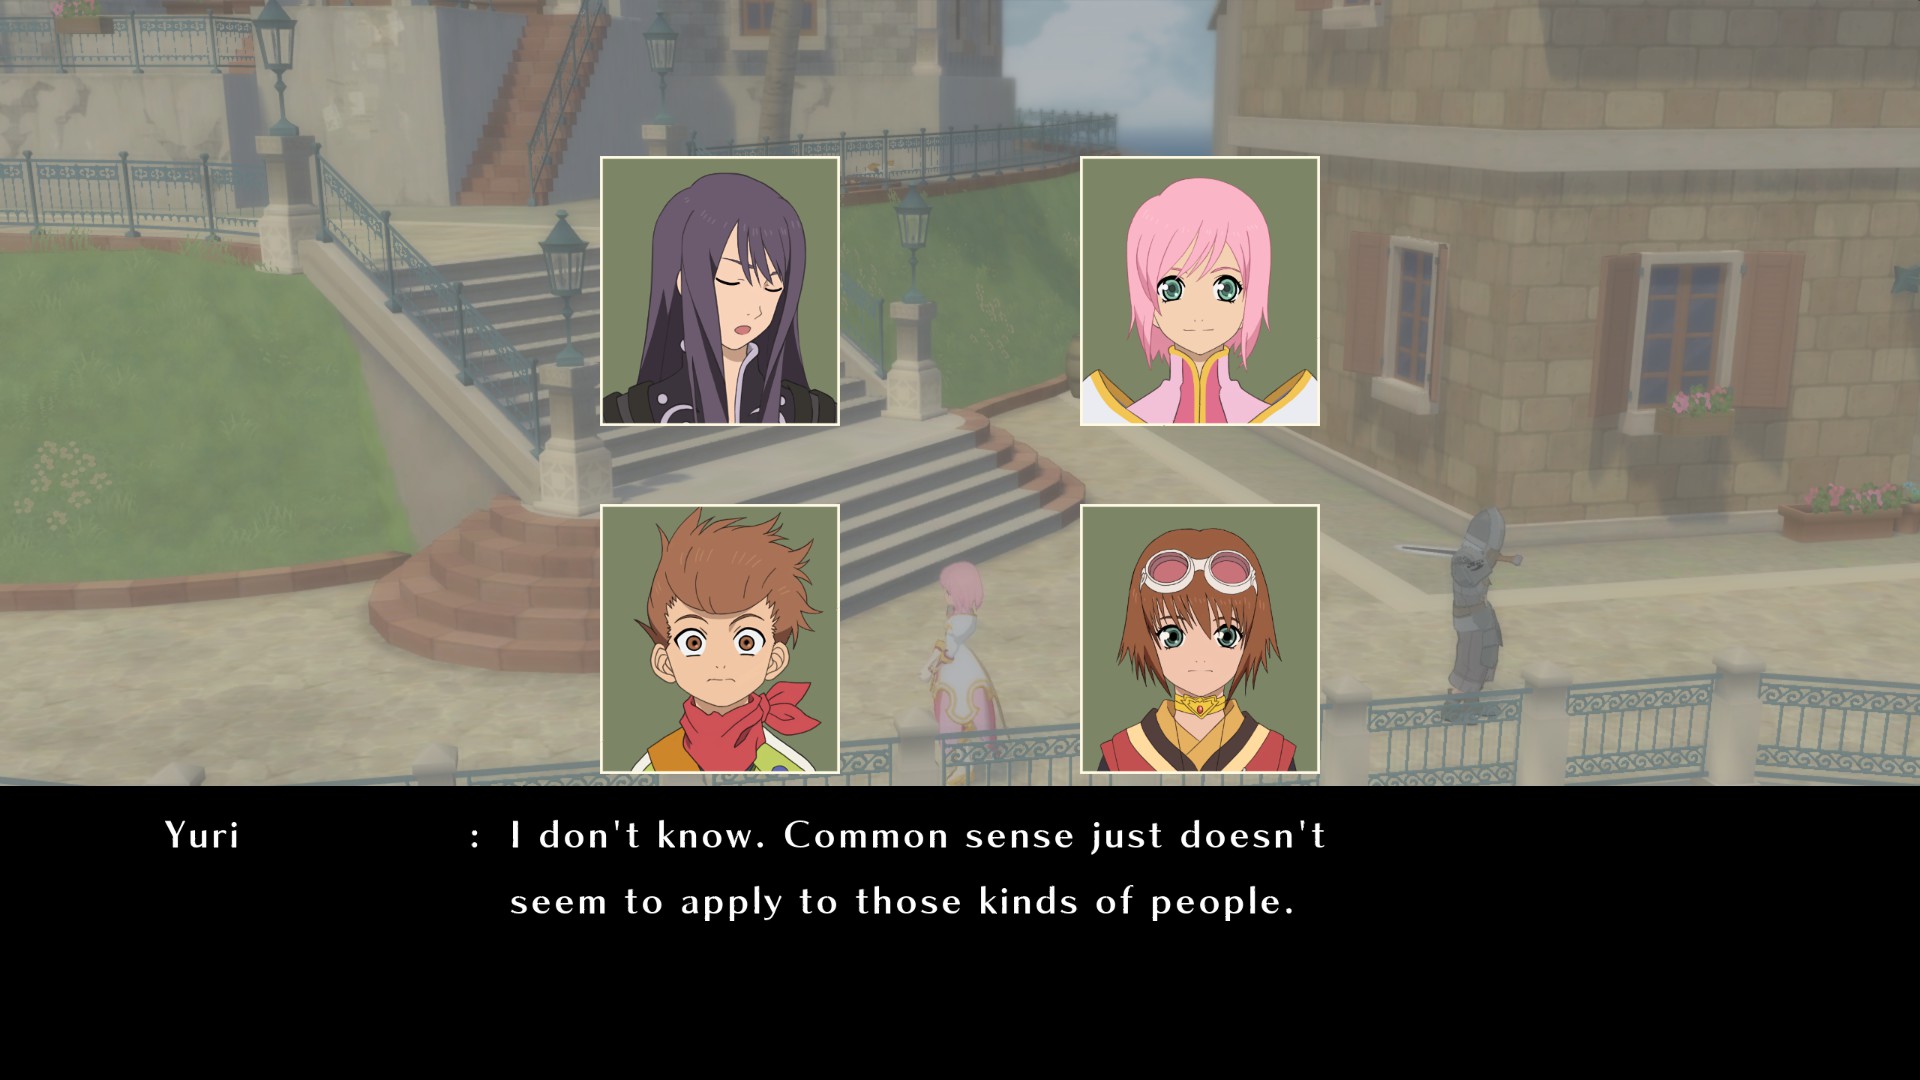 Yuri : I don't know. Common sense just doesn't
seem to apply to those kinds of people.